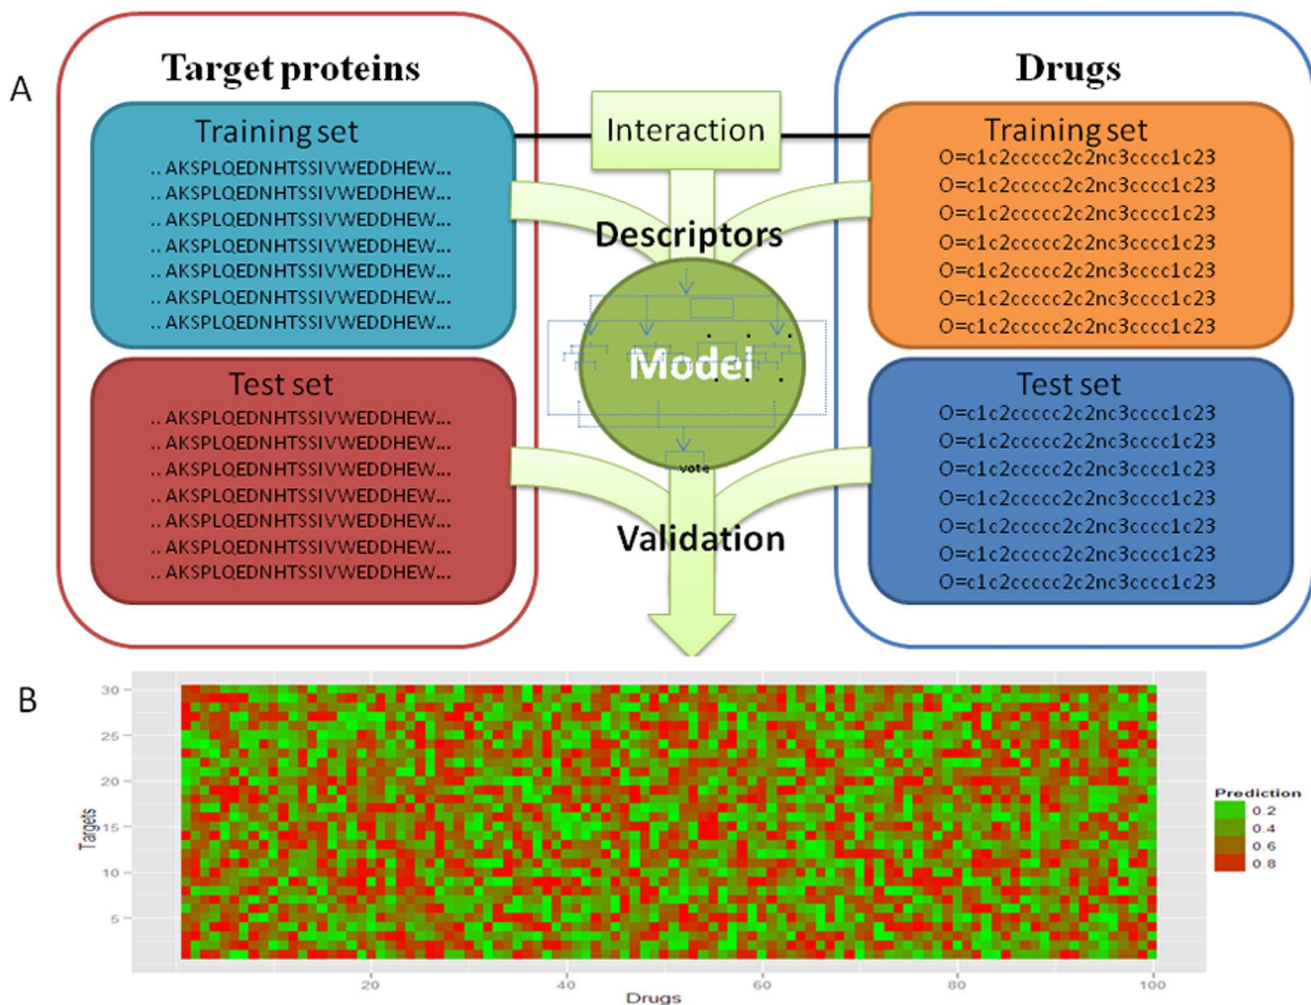 A
Target proteins
Training set
.. AKSPLQEDNHTSSIVWEDDHEW...
.. AKSPLQEDNHTSSIVWEDDHEW...
.. AKSPLQEDNHTSSIVWEDDHEW...
.. AKSPLQEDNHTSSIVWEDDHEW...
.. AKSPLQEDNHTSSIVWEDDHEW...
.. AKSPLQEDNHTSSIVWEDDHEW...
.. AKSPLQEDNHTSSIVWEDDHEW...
Test set
.. AKSPLQEDNHTSSIVWEDDHEW...
.. AKSPLQEDNHTSSIVWEDDHEW...
.. AKSPLQEDNHTSSIVWEDDHEW...
.. AKSPLQEDNHTSSIVWEDDHEW...
.. AKSPLQEDNHTSSIVWEDDHEW...
.. AKSPLQEDNHTSSIVWEDDHEW...
.. AKSPLQEDNHTSSIVWEDDHEW...
Interaction
Descriptors
Model
vote
Validation
Drugs
Training set
O=c1c2ccccc2c2nc3cccc1c23
O=c1c2ccccc2c2nc3cccc1c23
O=c1c2ccccc2c2nc3cccc1c23
O=c1c2ccccc2c2nc3cccc1c23
O=c1c2ccccc2c2nc3cccc1c23
O=c1c2ccccc2c2nc3cccc1c23
O=c1c2ccccc2c2nc3cccc1c23
Test set
O=c1c2ccccc2c2nc3cccc1c23
O=c1c2ccccc2c2nc3cccc1c23
O=c1c2ccccc2c2nc3cccc1c23
O=c1c2ccccc2c2nc3cccc1c23
O=c1c2ccccc2c2nc3cccc1c23
O=c1c2ccccc2c2nc3cccc1c23
O=c1c2ccccc2c2nc3cccc1c23
B
Targets
30
25
20
15
10
5
20 40 60 80 100
Drugs
Prediction
0.2
0.4
0.6
0.8